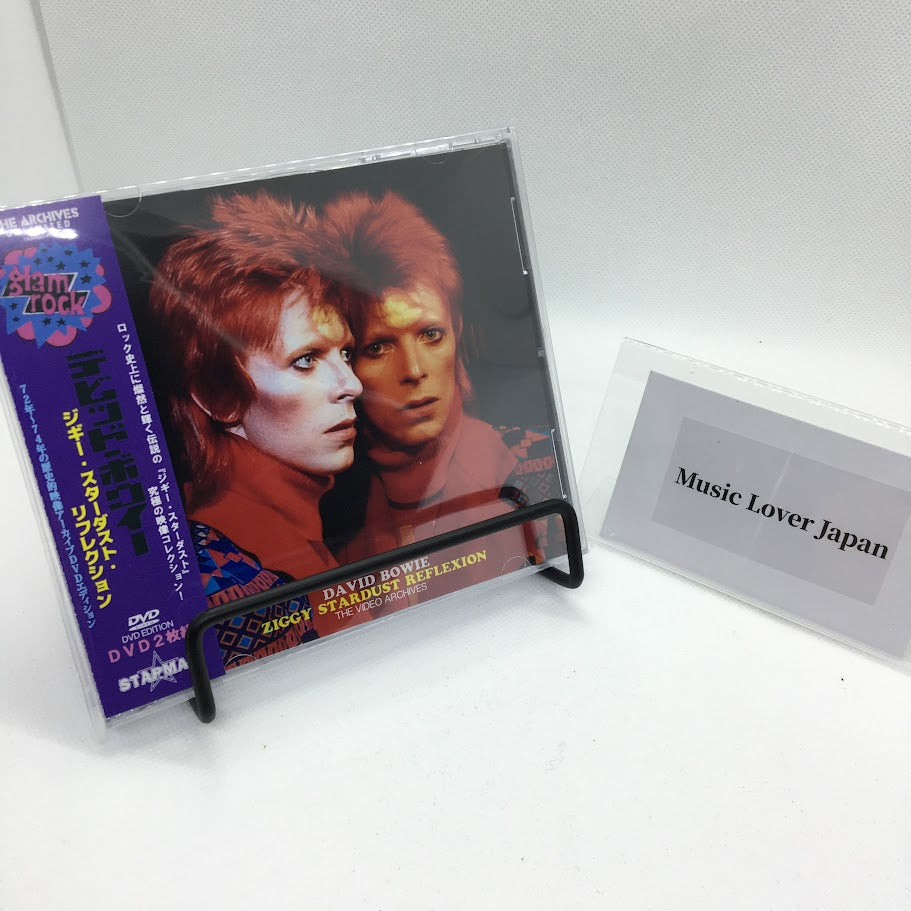 THE ARCHIVES
glam
rock
デビッド・ボウイー
ジギー・スターダスト・
リフレクション
72年〜74年の歴史的映像アーカイブDVDエディション
ロック史上に燦然と輝く伝説の『ジギー・スターダスト』
究極の映像コレクション！
DVD
DVD EDITION
DVD2枚
STARMA
DAVID BOWIE
ZIGGY STARDUST REFLEXION
THE VIDEO ARCHIVES
Music Lover Japan